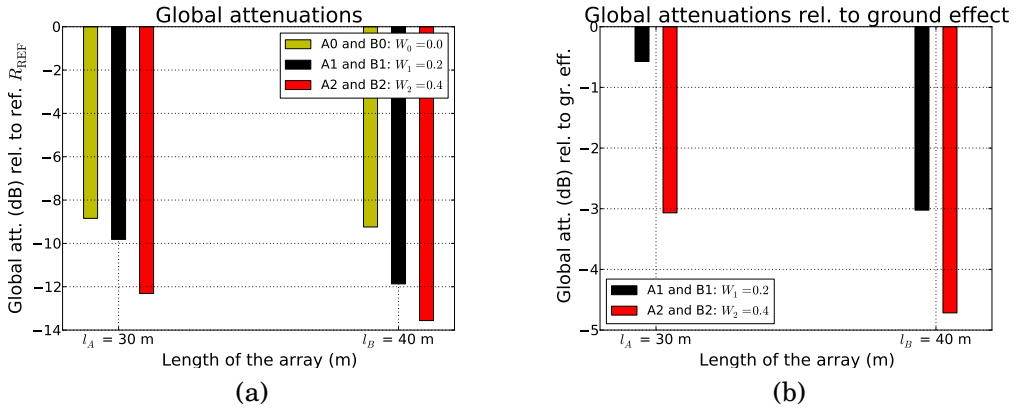 Global attenuations
Global att. (dB) rel. to ref. R_REF
0
−2
−4
−6
−8
−10
−12
−14
A0 and B0: W_0 = 0.0
A1 and B1: W_1 = 0.2
A2 and B2: W_2 = 0.4
l_A = 30 m
l_B = 40 m
Length of the array (m)
(a)
Global attenuations rel. to ground effect
Global att. (dB) rel. to gr. eff.
0
−1
−2
−3
−4
−5
A1 and B1: W_1 = 0.2
A2 and B2: W_2 = 0.4
l_A = 30 m
l_B = 40 m
Length of the array (m)
(b)